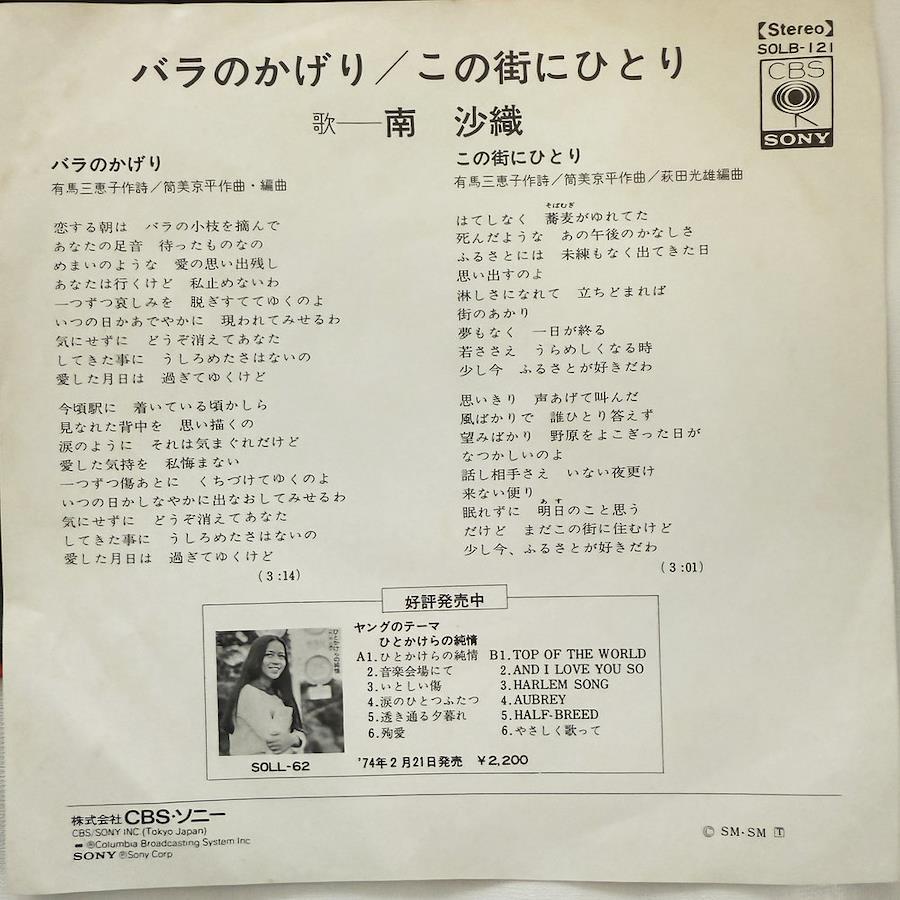 【Stereo】
SOLB-121
CBS
SONY
バラのかげり／この街にひとり
歌──南 沙織
バラのかげり
有馬三恵子作詩／筒美京平作曲・編曲
恋する朝は バラの小枝を摘んで
あなたの足音 待ったものなの
めまいのような 愛の思い出残し
あなたは行くけど 私止めないわ
一つずつ哀しみを 脱ぎすててゆくのよ
いつの日かあでやかに 現われてみせるわ
気にせずに どうぞ消えてあなた
してきた事に うしろめたさはないの
愛した月日は 過ぎてゆくけど
今頃駅に 着いている頃かしら
見なれた背中を 思い描くの
涙のように それは気まぐれだけど
愛した気持を 私悔まない
一つずつ傷あとに くちづけてゆくのよ
いつの日かしなやかに出なおしてみせるわ
気にせずに どうぞ消えてあなた
してきた事に うしろめたさはないの
愛した月日は 過ぎてゆくけど
(3:14)
この街にひとり
有馬三恵子作詩／筒美京平作曲／萩田光雄編曲
そばむぎ
はてしなく 蕎麦がゆれてた
死んだような あの午後のかなしさ
ふるさとには 未練もなく出てきた日
思い出すのよ
淋しさになれて 立ちどまれば
街のあかり
夢もなく 一日が終る
若ささえ うらめしくなる時
少し今 ふるさとが好きだわ
思いきり 声あげて叫んだ
風ばかりで 誰ひとり答えず
望みばかり 野原をよこぎった日が
なつかしいのよ
話し相手さえ いない夜更け
来ない便り
あす
眠れずに 明日のこと思う
だけど まだこの街に住むけど
少し今、ふるさとが好きだわ
(3:01)
好評発売中
ひとかけらの純情
SOLL-62
ヤングのテーマ
ひとかけらの純情
A1.ひとかけらの純情
2.音楽会場にて
3.いとしい傷
4.涙のひとつふたつ
5.透き通る夕暮れ
6.殉愛
B1.TOP OF THE WORLD
2.AND I LOVE YOU SO
3.HARLEM SONG
4.AUBREY
5.HALF-BREED
6.やさしく歌って
'74年2月21日発売 ￥2,200
株式会社CBS・ソニー
CBS/SONY INC.(Tokyo Japan)
Ⓡ Columbia Broadcasting System Inc
SONY ⓅSony Corp
Ⓒ SM・SM 🅃